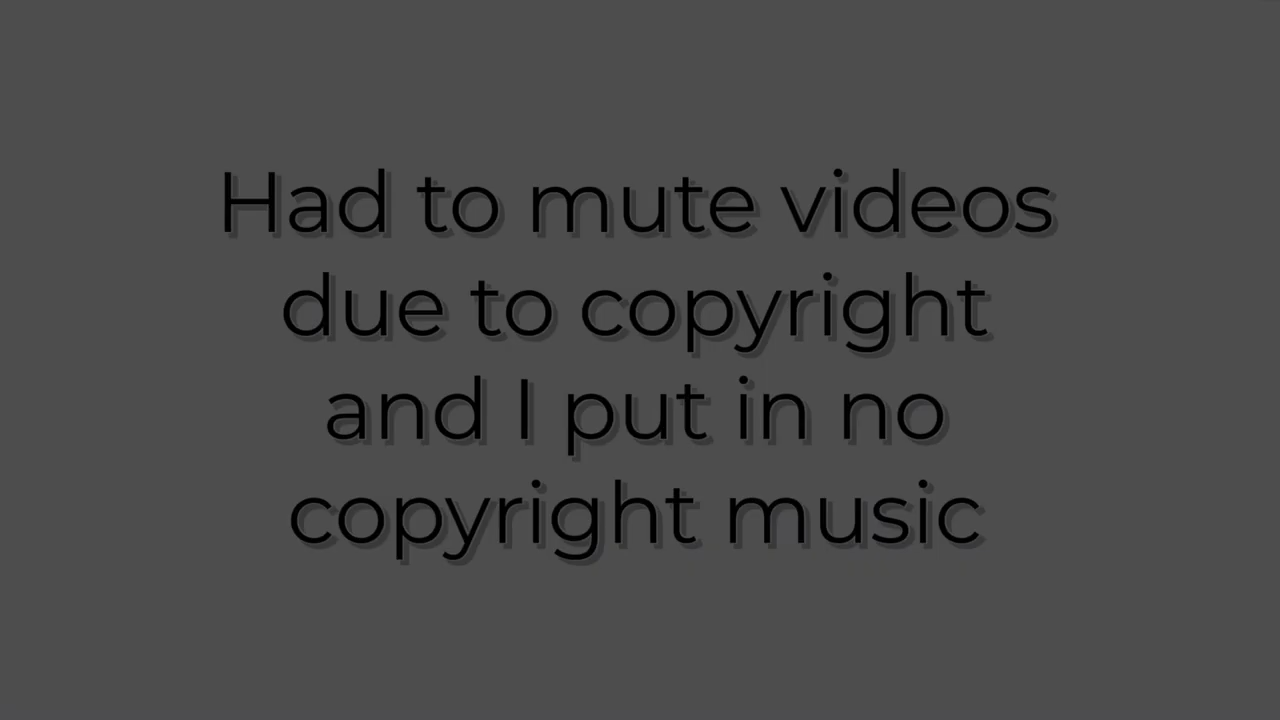 Had to mute videos
due to copyright
and I put in no
copyright music